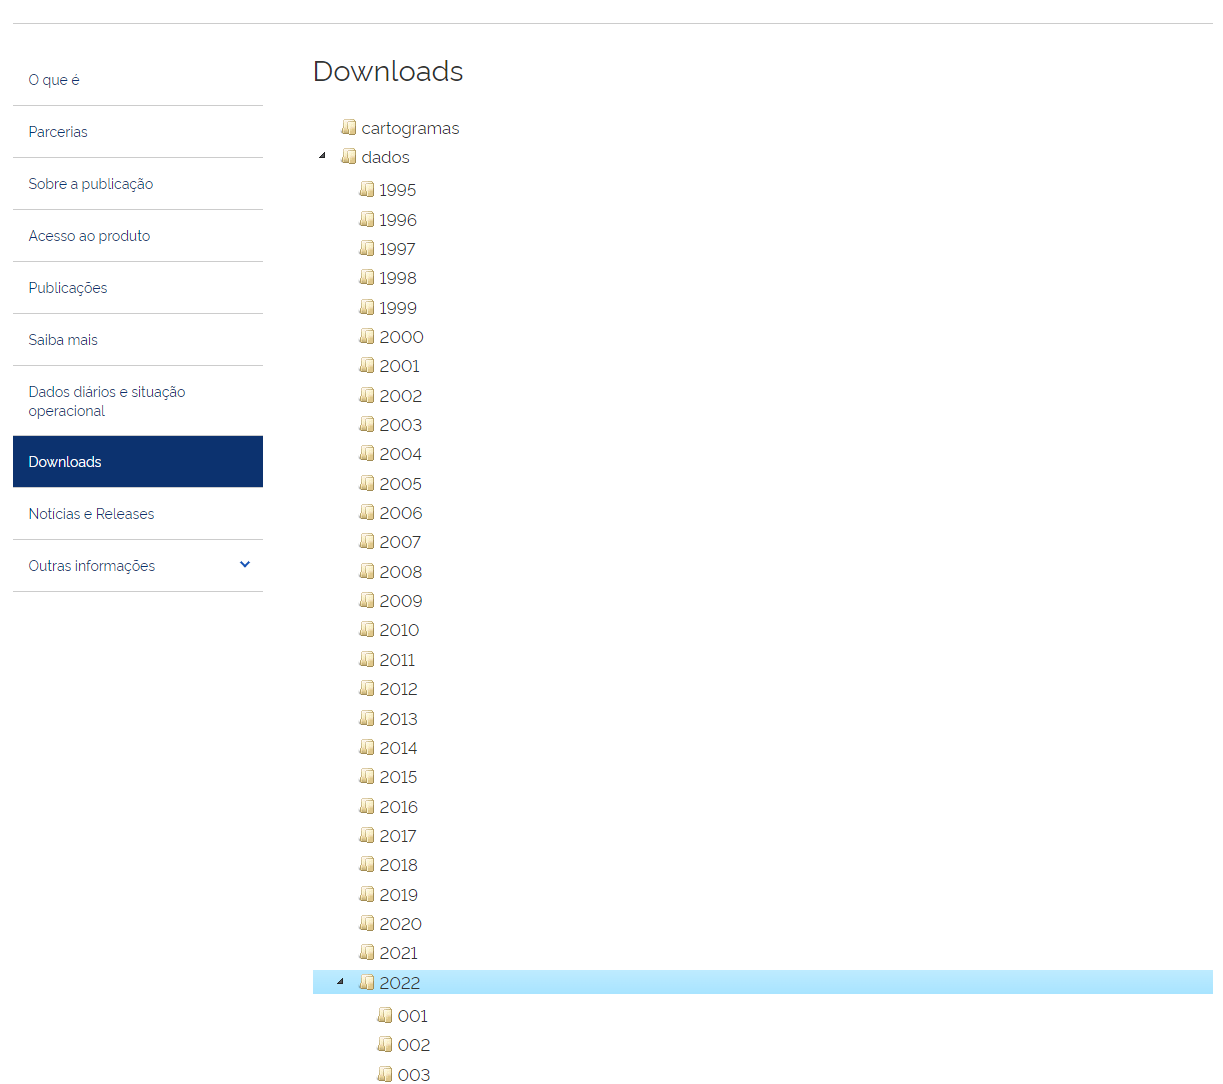 O que é
Parcerias
Sobre a publicação
Acesso ao produto
Publicações
Saiba mais
Dados diários e situação
operacional
Downloads
Notícias e Releases
Outras informações
Downloads
cartogramas
dados
1995
1996
1997
1998
1999
2000
2001
2002
2003
2004
2005
2006
2007
2008
2009
2010
2011
2012
2013
2014
2015
2016
2017
2018
2019
2020
2021
2022
001
002
003